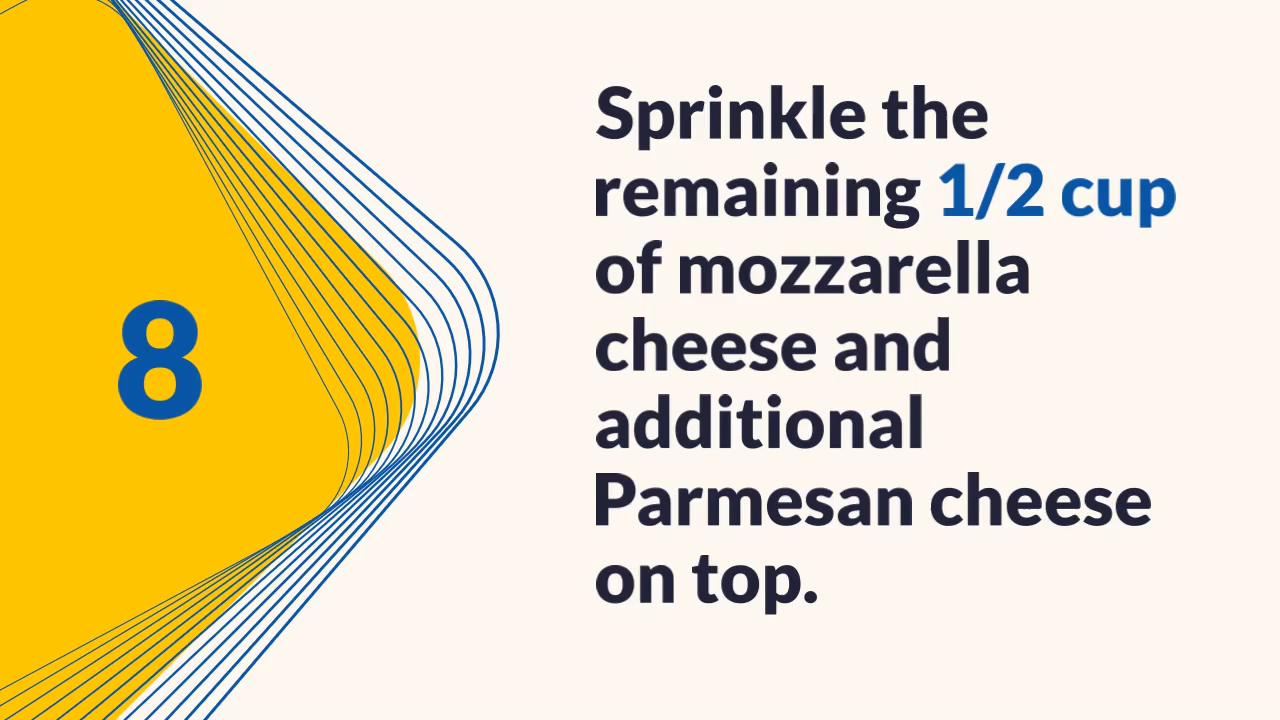 8
Sprinkle the
remaining 1/2 cup
of mozzarella
cheese and
additional
Parmesan cheese
on top.